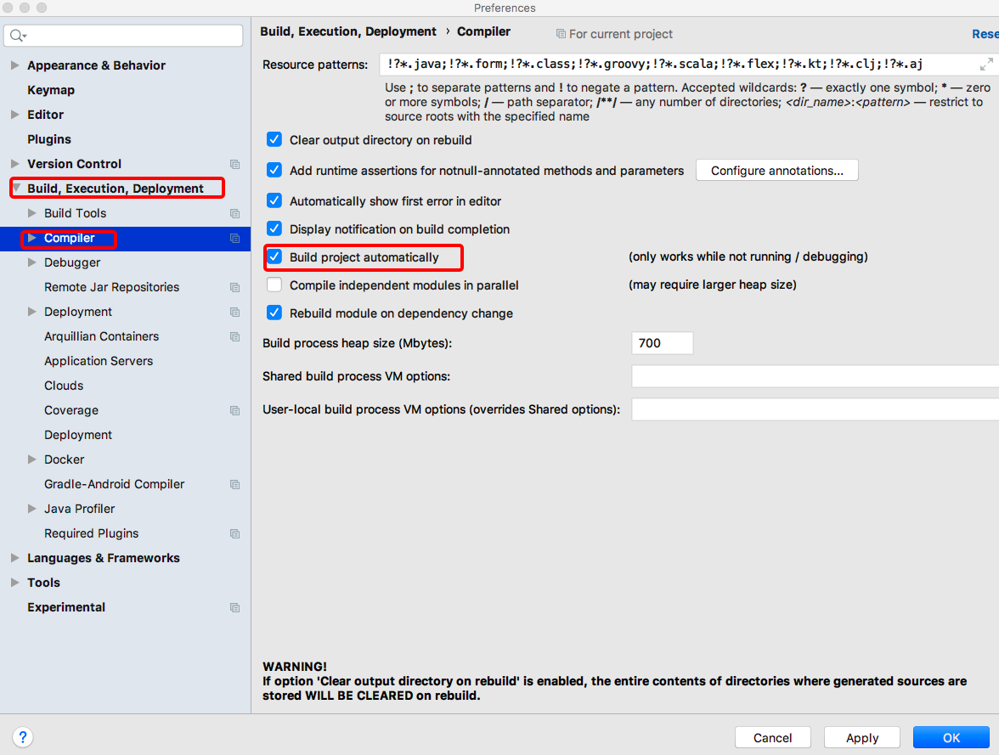 Preferences
Appearance & Behavior
Keymap
Editor
Plugins
Version Control
Build, Execution, Deployment
Build Tools
Compiler
Debugger
Remote Jar Repositories
Deployment
Arquillian Containers
Application Servers
Clouds
Coverage
Deployment
Docker
Gradle-Android Compiler
Java Profiler
Required Plugins
Languages & Frameworks
Tools
Experimental
Build, Execution, Deployment › Compiler
For current project
Rese
Resource patterns: !?*.java;!?*.form;!?*.class;!?*.groovy;!?*.scala;!?*.flex;!?*.kt;!?*.clj;!?*.aj
Use ; to separate patterns and ! to negate a pattern. Accepted wildcards: ? — exactly one symbol; * — zero
or more symbols; / — path separator; /**/ — any number of directories; <dir_name>:<pattern> — restrict to
source roots with the specified name
Clear output directory on rebuild
Add runtime assertions for notnull-annotated methods and parameters Configure annotations...
Automatically show first error in editor
Display notification on build completion
Build project automatically (only works while not running / debugging)
Compile independent modules in parallel (may require larger heap size)
Rebuild module on dependency change
Build process heap size (Mbytes): 700
Shared build process VM options:
User-local build process VM options (overrides Shared options):
WARNING!
If option 'Clear output directory on rebuild' is enabled, the entire contents of directories where generated sources are
stored WILL BE CLEARED on rebuild.
? Cancel Apply OK